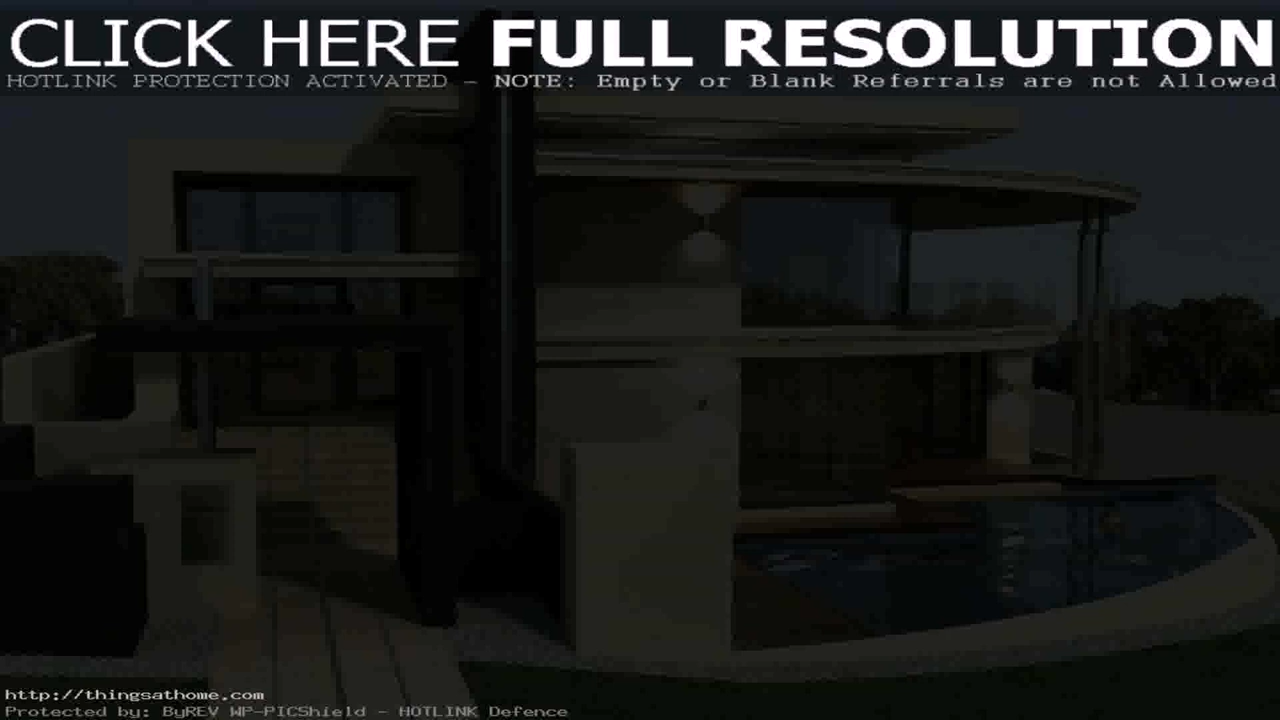 CLICK HERE FULL RESOLUTION
HOTLINK PROTECTION ACTIVATED - NOTE: Empty or Blank Referrals are not Allowed
http://thingsathome.com
Protected by: ByREV WP-PICShield - HOTLINK Defence